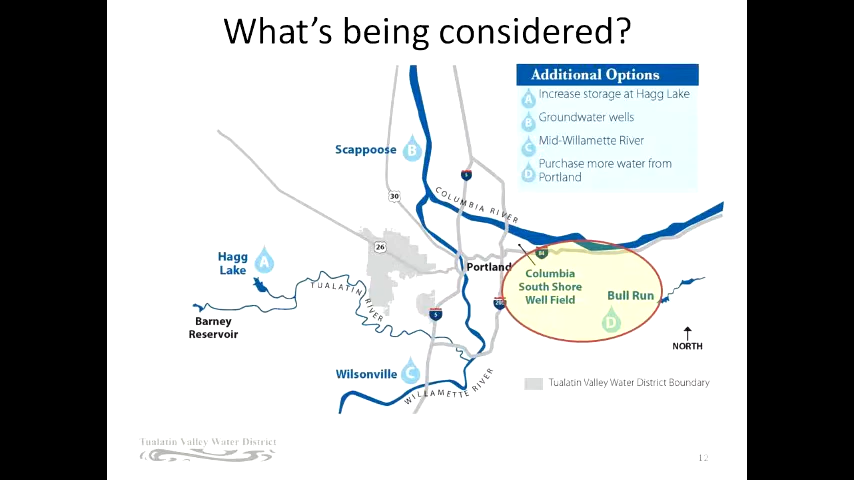 What's being considered?
Additional Options
A Increase storage at Hagg Lake
B Groundwater wells
C Mid-Willamette River
D Purchase more water from
Portland
Scappoose B
5
30
COLUMBIA RIVER
26
84
Hagg
Lake
A
Portland
Columbia
South Shore
Well Field
TUALATIN RIVER
Bull Run
D
205
5
Barney
Reservoir
NORTH
Wilsonville C
WILLAMETTE RIVER
Tualatin Valley Water District Boundary
Tualatin Valley Water District
12